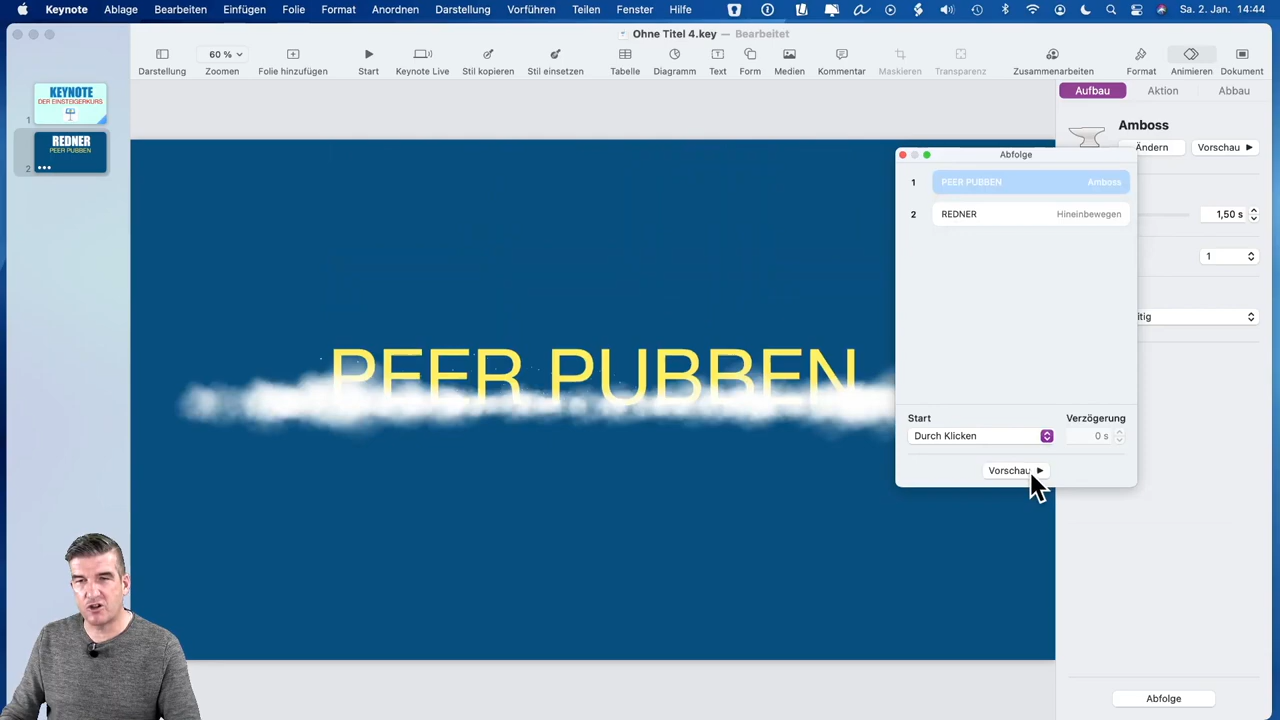 Keynote Ablage Bearbeiten Einfügen Folie Format Anordnen Darstellung Vorführen Teilen Fenster Hilfe Sa. 2. Jan. 14:44
Ohne Titel 4.key — Bearbeitet
60 %
Darstellung Zoomen Folie hinzufügen Start Keynote Live Stil kopieren Stil einsetzen Tabelle Diagramm Text Form Medien Kommentar Maskieren Transparenz Zusammenarbeiten Format Animieren Dokument
Aufbau Aktion Abbau
KEYNOTE
DER EINSTEIGERKURS
1
REDNER
PEER PUBBEN
2
PEER PUBBEN
Amboss
Ändern Vorschau
1,50 s
1
itig
Abfolge
1 PEER PUBBEN Amboss
2 REDNER Hineinbewegen
Start Verzögerung
Durch Klicken 0 s
Vorschau
Abfolge